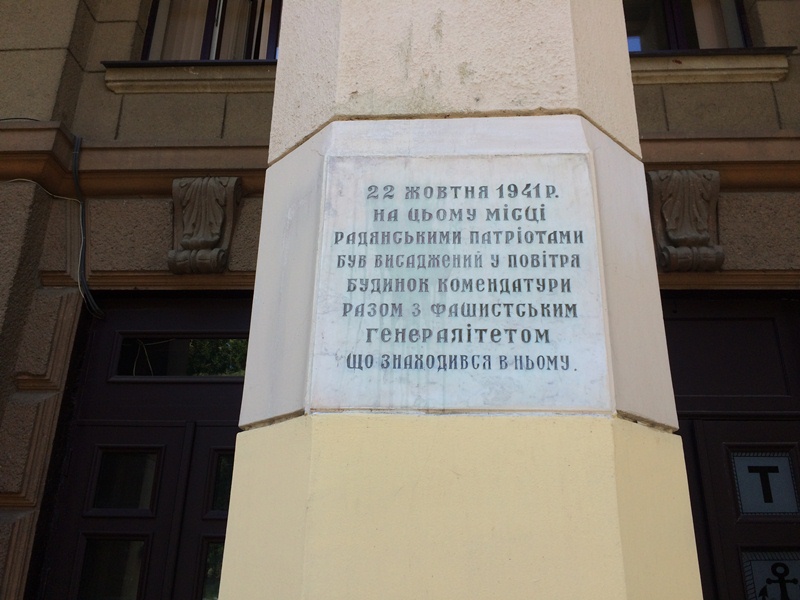 22 ЖОВТНЯ 1941 Р.
НА ЦЬОМУ МІСЦІ
РАДЯНСЬКИМИ ПАТРІОТАМИ
БУВ ВИСАДЖЕНИЙ У ПОВІТРЯ
БУДИНОК КОМЕНДАТУРИ
РАЗОМ З ФАШИСТСЬКИМ
ГЕНЕРАЛІТЕТОМ
ЩО ЗНАХОДИВСЯ В НЬОМУ.
Т